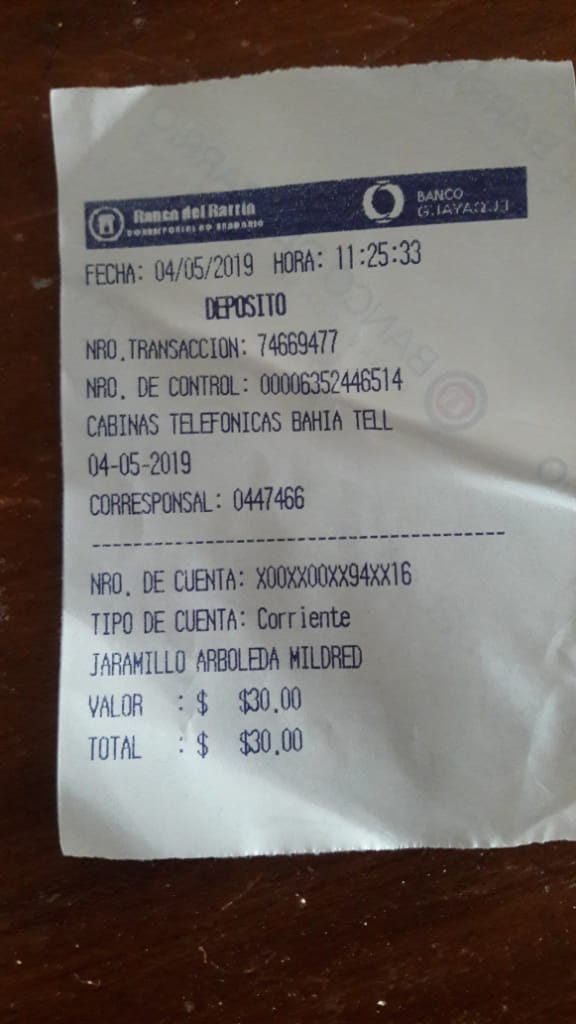 Banco del Barrio
CORRESPONSAL NO BANCARIO
BANCO
GUAYAQUIL
FECHA: 04/05/2019 HORA: 11:25:33
DEPOSITO
NRO.TRANSACCION: 74669477
NRO. DE CONTROL: 00006352446514
CABINAS TELEFONICAS BAHIA TELL
04-05-2019
CORRESPONSAL: 0447466
--------------------------------------------
NRO. DE CUENTA: X00XX00XX94XX16
TIPO DE CUENTA: Corriente
JARAMILLO ARBOLEDA MILDRED
VALOR : $ $30.00
TOTAL : $ $30.00